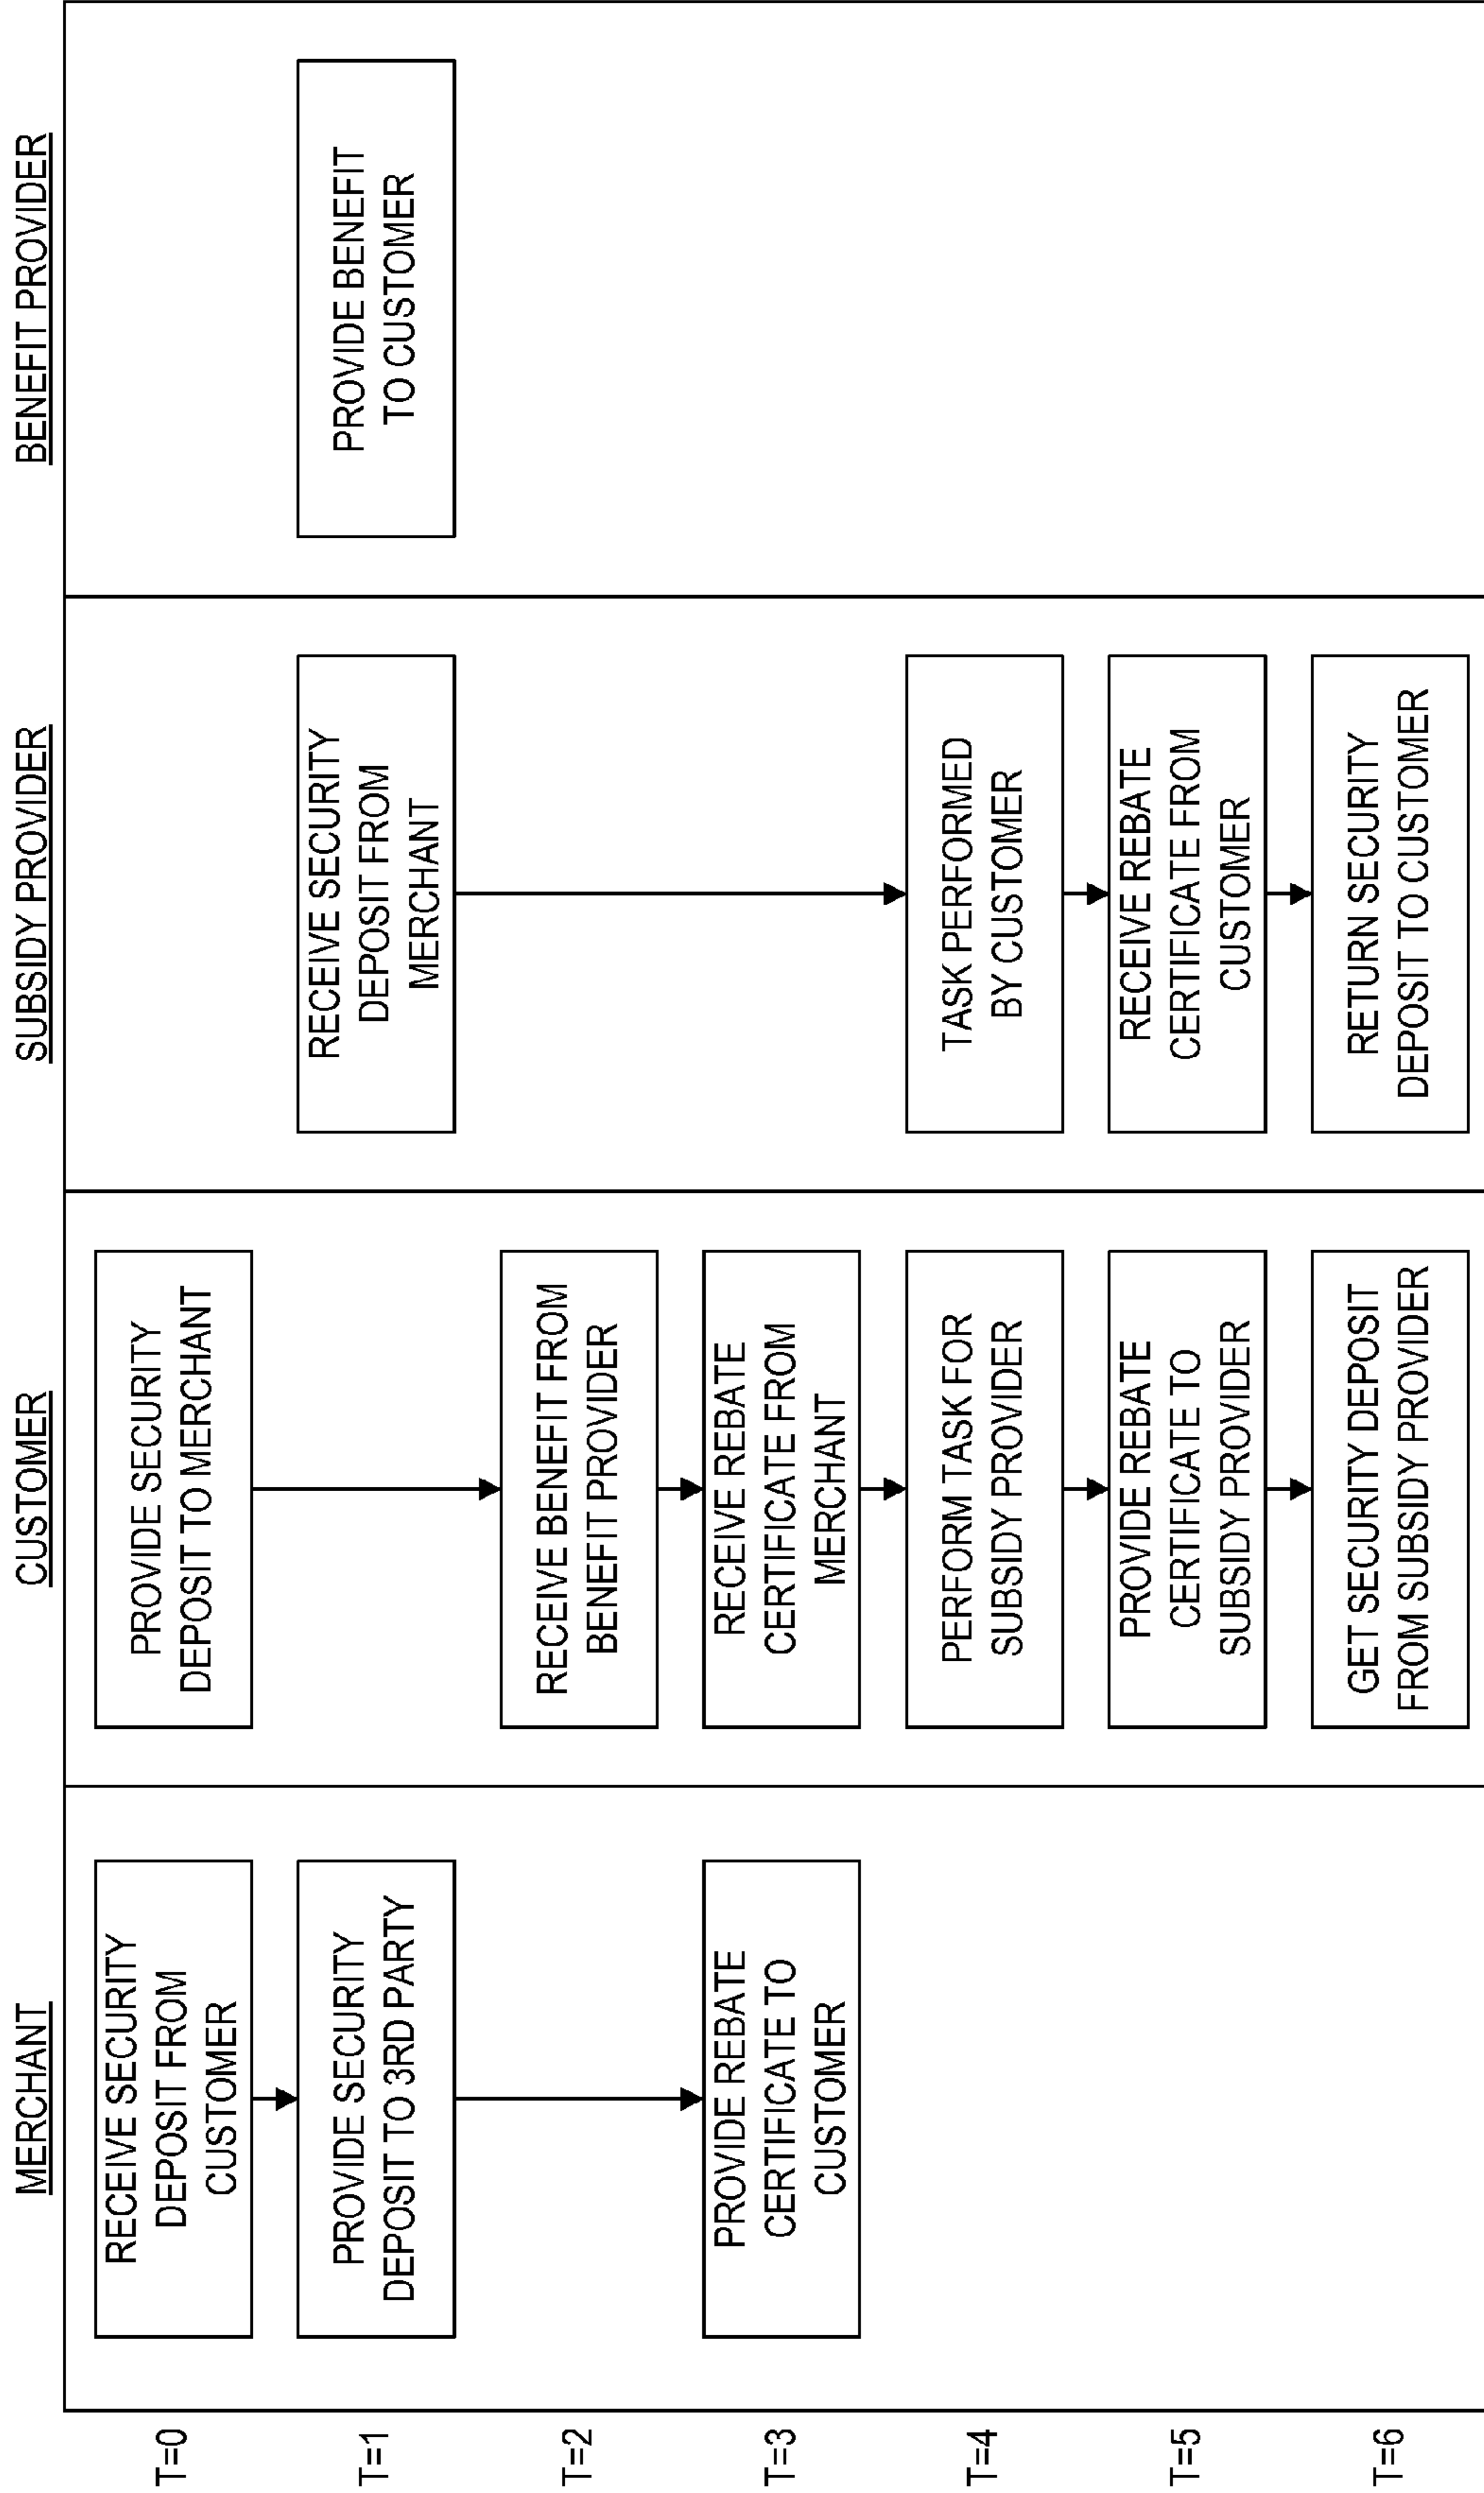 MERCHANT
CUSTOMER
SUBSIDY PROVIDER
BENEFIT PROVIDER
T=0
RECEIVE SECURITY
DEPOSIT FROM
CUSTOMER
PROVIDE SECURITY
DEPOSIT TO MERCHANT
T=1
PROVIDE SECURITY
DEPOSIT TO 3RD PARTY
RECEIVE SECURITY
DEPOSIT FROM
MERCHANT
PROVIDE BENEFIT
TO CUSTOMER
T=2
RECEIVE BENEFIT FROM
BENEFIT PROVIDER
T=3
PROVIDE REBATE
CERTIFICATE TO
CUSTOMER
RECEIVE REBATE
CERTIFICATE FROM
MERCHANT
T=4
PERFORM TASK FOR
SUBSIDY PROVIDER
TASK PERFORMED
BY CUSTOMER
T=5
PROVIDE REBATE
CERTIFICATE TO
SUBSIDY PROVIDER
RECEIVE REBATE
CERTIFICATE FROM
CUSTOMER
T=6
GET SECURITY DEPOSIT
FROM SUBSIDY PROVIDER
RETURN SECURITY
DEPOSIT TO CUSTOMER